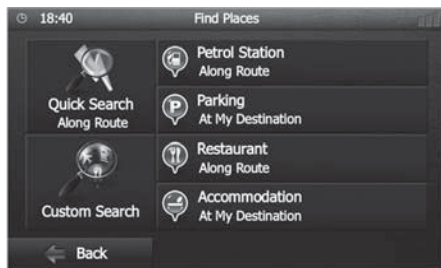 18:40 Find Places
Quick Search
Along Route
Custom Search
Petrol Station
Along Route
P Parking
At My Destination
Restaurant
Along Route
Accommodation
At My Destination
Back